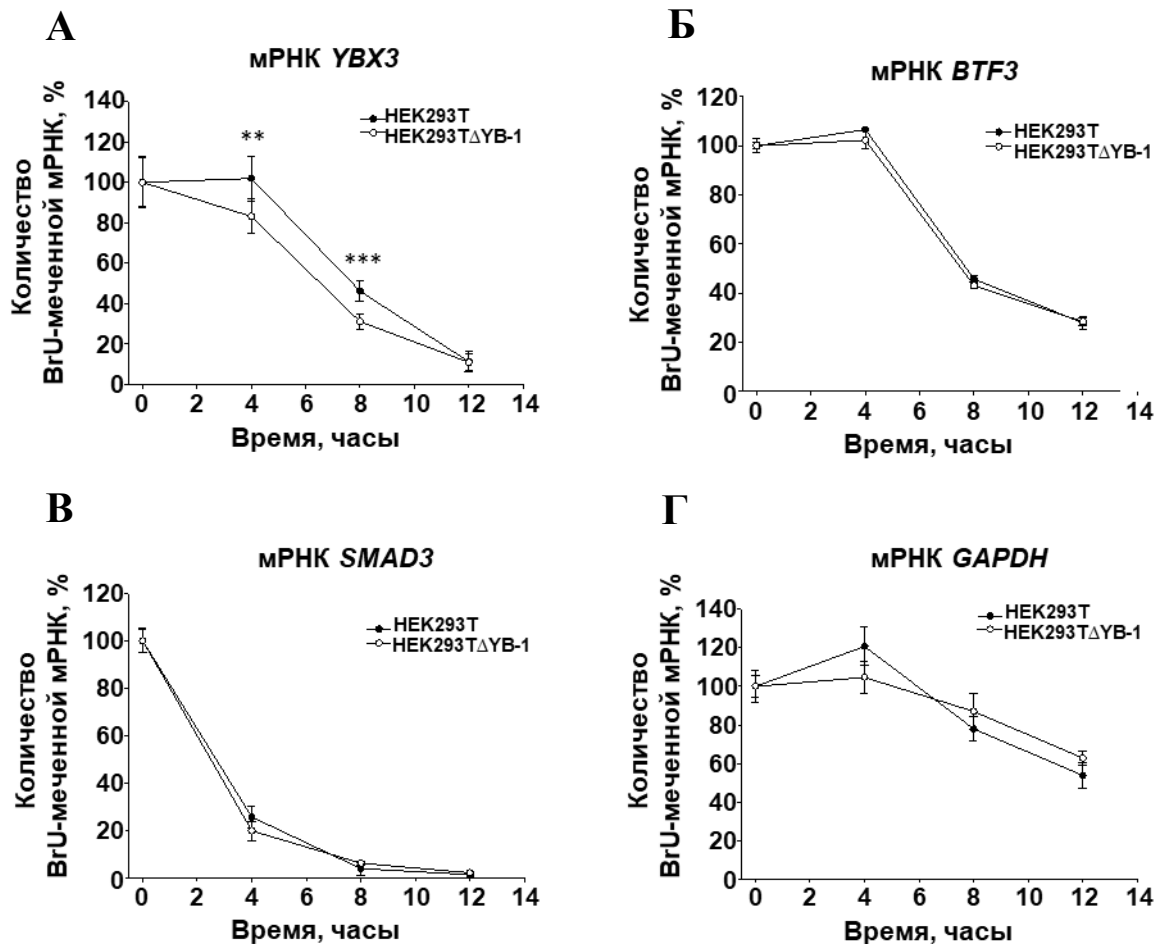 А
мРНК YBX3
Количество
BrU-меченной мРНК, %
140
120
100
80
60
40
20
0
**
***
HEK293T
HEK293TΔYB-1
0 2 4 6 8 10 12 14
Время, часы
Б
мРНК BTF3
Количество
BrU-меченной мРНК, %
120
100
80
60
40
20
0
HEK293T
HEK293TΔYB-1
0 2 4 6 8 10 12 14
Время, часы
В
мРНК SMAD3
Количество
BrU-меченной мРНК, %
120
100
80
60
40
20
0
HEK293T
HEK293TΔYB-1
0 2 4 6 8 10 12 14
Время, часы
Г
мРНК GAPDH
Количество
BrU-меченной мРНК, %
140
120
100
80
60
40
20
0
HEK293T
HEK293TΔYB-1
0 2 4 6 8 10 12 14
Время, часы